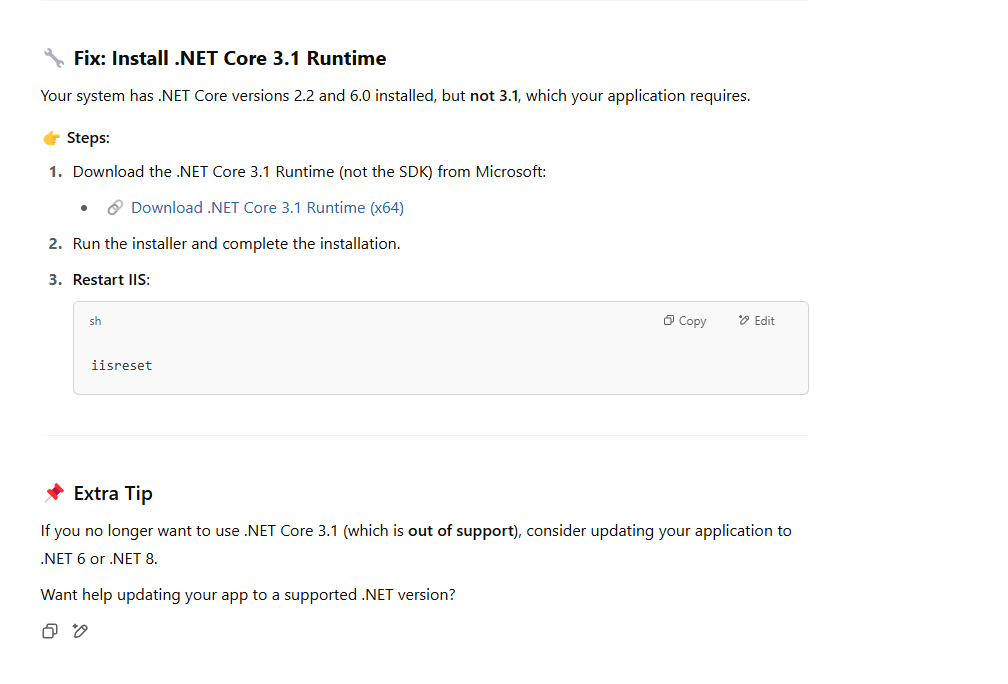 🔧 Fix: Install .NET Core 3.1 Runtime
Your system has .NET Core versions 2.2 and 6.0 installed, but not 3.1, which your application requires.
👉 Steps:
1. Download the .NET Core 3.1 Runtime (not the SDK) from Microsoft:
• 🔗 Download .NET Core 3.1 Runtime (x64)
2. Run the installer and complete the installation.
3. Restart IIS:
sh Copy Edit
iisreset
📌 Extra Tip
If you no longer want to use .NET Core 3.1 (which is out of support), consider updating your application to
.NET 6 or .NET 8.
Want help updating your app to a supported .NET version?